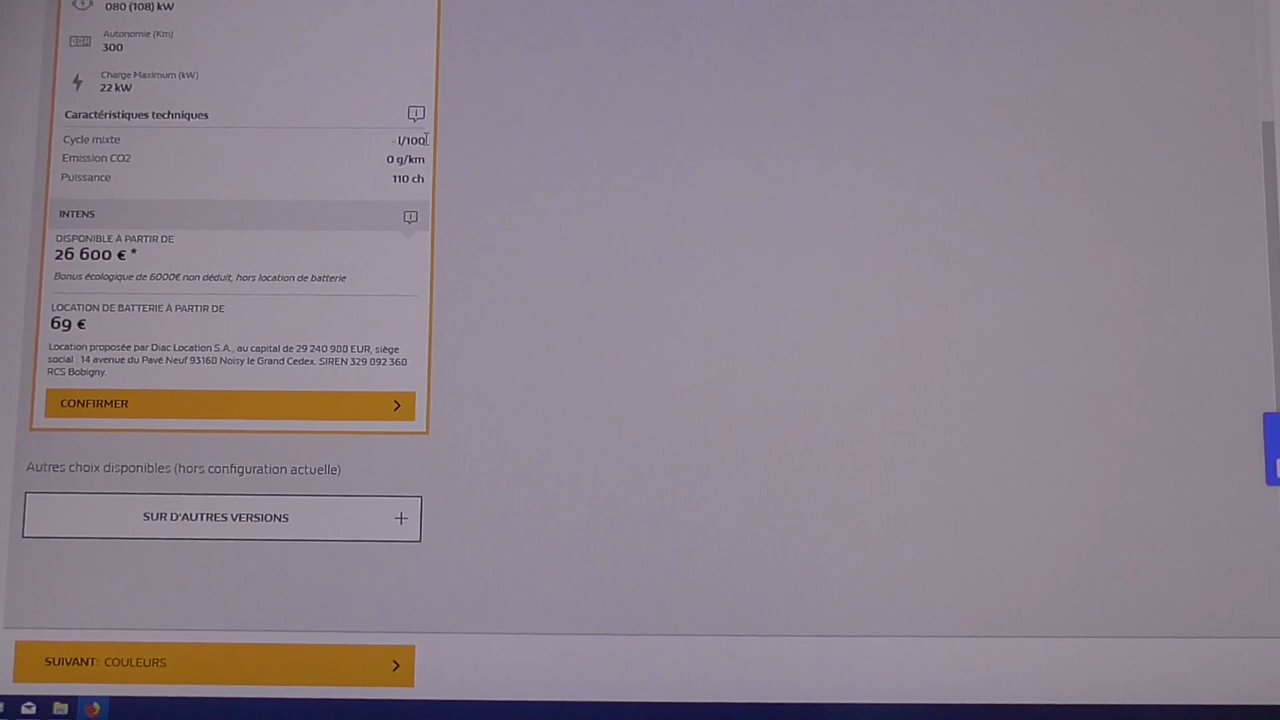 080 (108) kW
Autonomie (Km)
300
Charge Maximum (kW)
22 kW
Caractéristiques techniques
Cycle mixte - l/100
Emission CO2 0 g/km
Puissance 110 ch
INTENS
DISPONIBLE À PARTIR DE
26 600 € *
Bonus écologique de 6000€ non déduit, hors location de batterie
LOCATION DE BATTERIE À PARTIR DE
69 €
Location proposée par Diac Location S.A., au capital de 29 240 900 EUR, siège
social : 14 avenue du Pavé Neuf 93160 Noisy le Grand Cedex, SIREN 329 092 360
RCS Bobigny.
CONFIRMER
Autres choix disponibles (hors configuration actuelle)
SUR D'AUTRES VERSIONS
SUIVANT: COULEURS